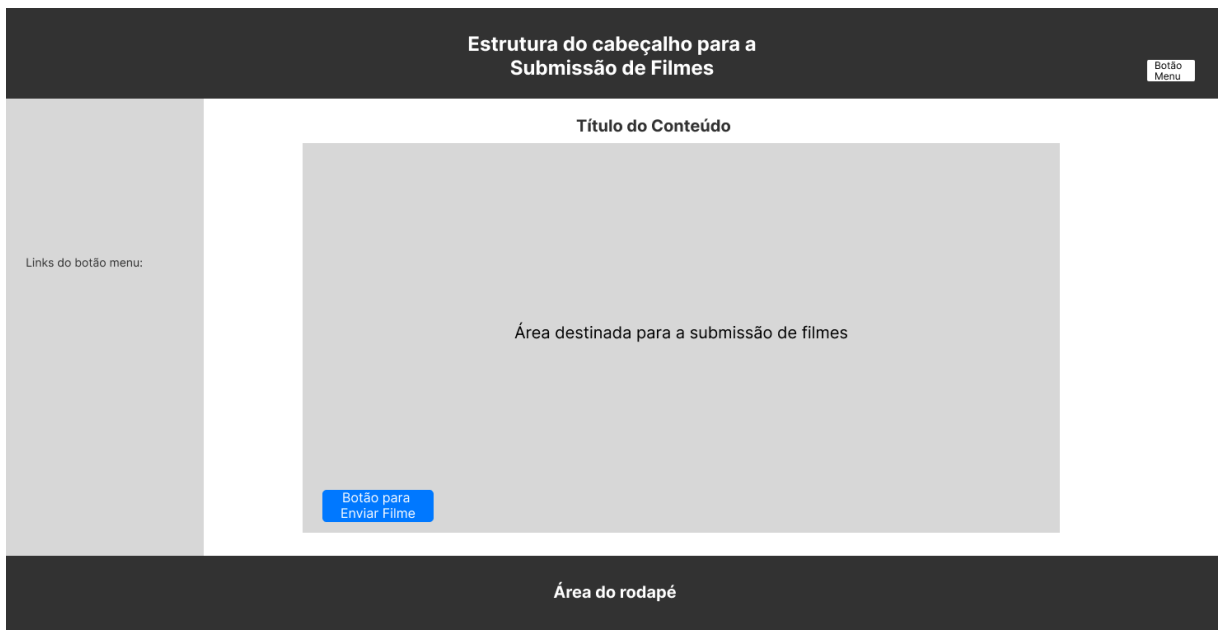 Estrutura do cabeçalho para a
Submissão de Filmes
Botão
Menu
Título do Conteúdo
Links do botão menu:
Área destinada para a submissão de filmes
Botão para
Enviar Filme
Área do rodapé